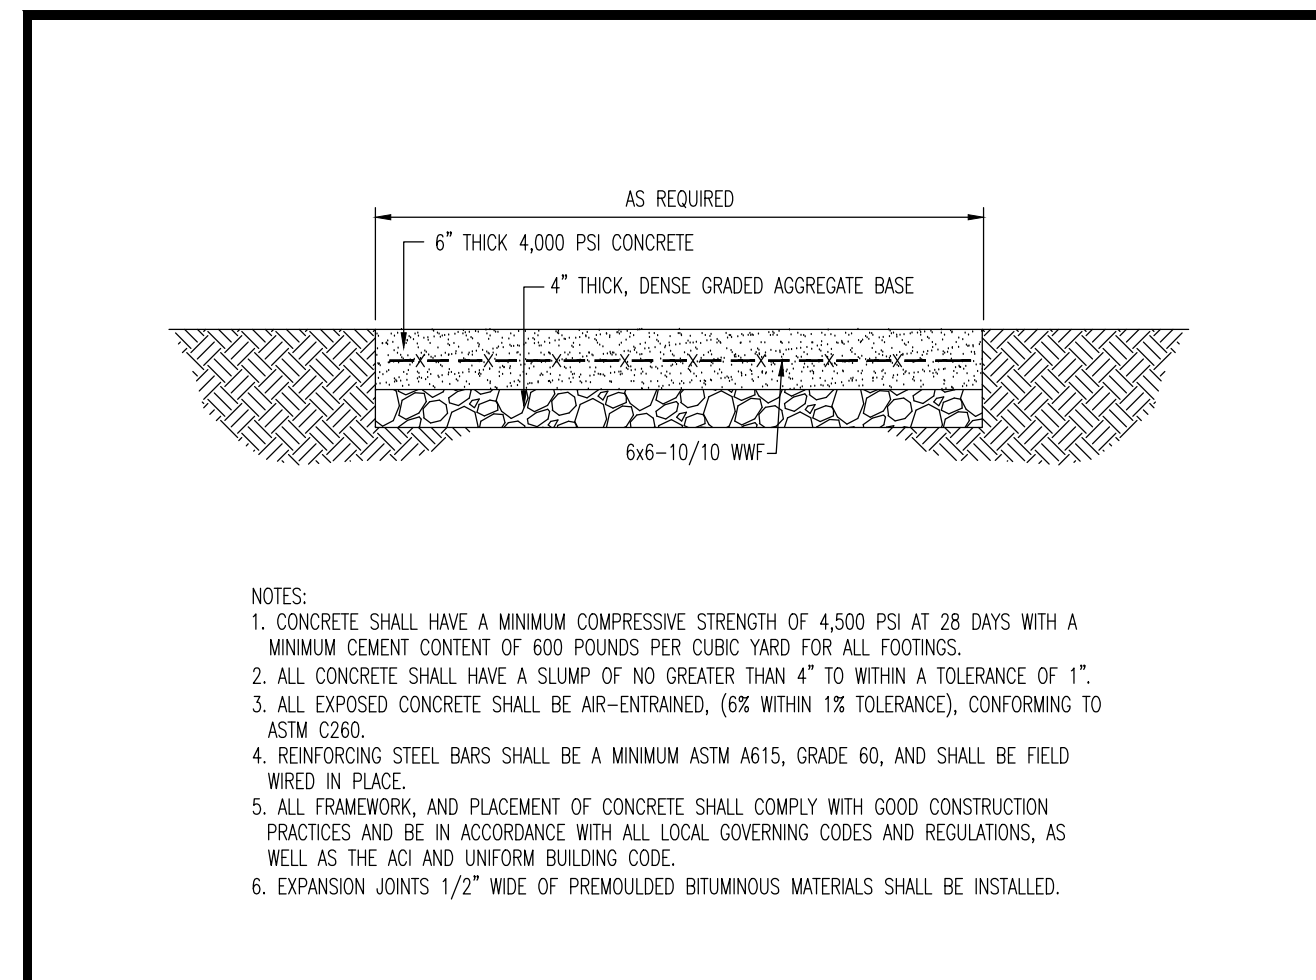 AS REQUIRED
6” THICK 4,000 PSI CONCRETE
4” THICK, DENSE GRADED AGGREGATE BASE
6x6-10/10 WWF
NOTES:
1. CONCRETE SHALL HAVE A MINIMUM COMPRESSIVE STRENGTH OF 4,500 PSI AT 28 DAYS WITH A
MINIMUM CEMENT CONTENT OF 600 POUNDS PER CUBIC YARD FOR ALL FOOTINGS.
2. ALL CONCRETE SHALL HAVE A SLUMP OF NO GREATER THAN 4” TO WITHIN A TOLERANCE OF 1”.
3. ALL EXPOSED CONCRETE SHALL BE AIR-ENTRAINED, (6% WITHIN 1% TOLERANCE), CONFORMING TO
ASTM C260.
4. REINFORCING STEEL BARS SHALL BE A MINIMUM ASTM A615, GRADE 60, AND SHALL BE FIELD
WIRED IN PLACE.
5. ALL FRAMEWORK, AND PLACEMENT OF CONCRETE SHALL COMPLY WITH GOOD CONSTRUCTION
PRACTICES AND BE IN ACCORDANCE WITH ALL LOCAL GOVERNING CODES AND REGULATIONS, AS
WELL AS THE ACI AND UNIFORM BUILDING CODE.
6. EXPANSION JOINTS 1/2” WIDE OF PREMOULDED BITUMINOUS MATERIALS SHALL BE INSTALLED.